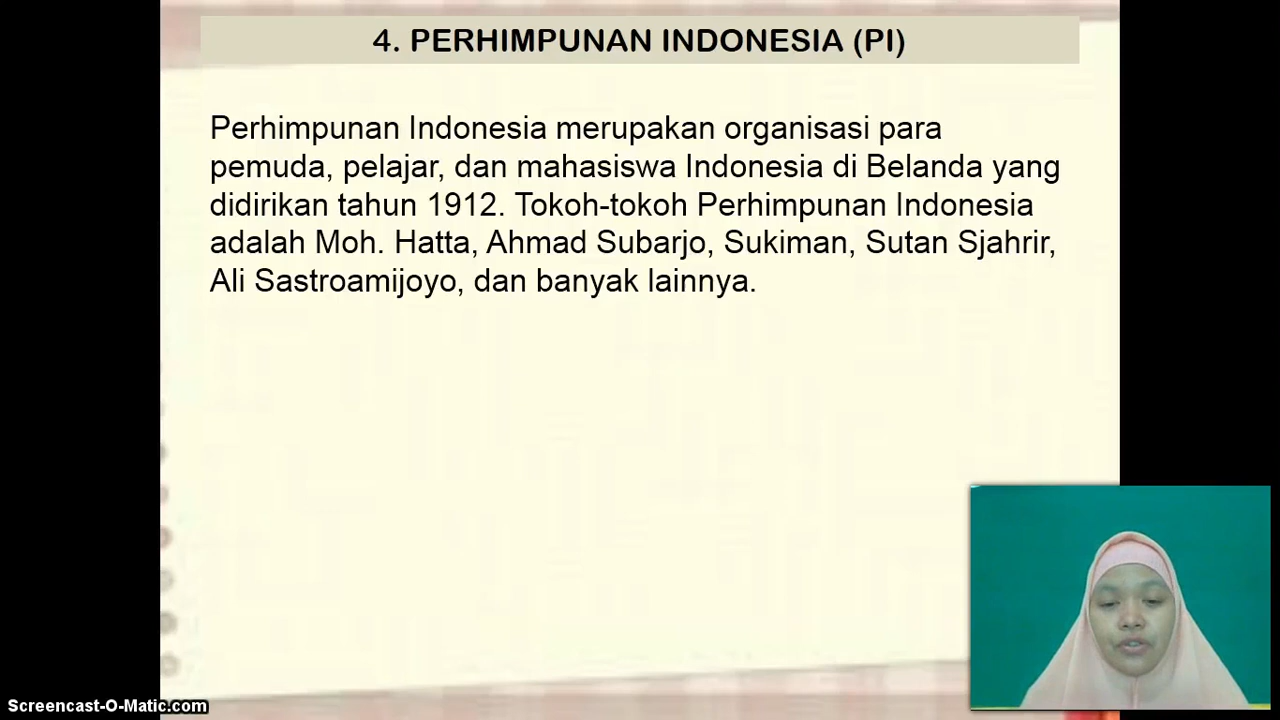 4. PERHIMPUNAN INDONESIA (PI)
Perhimpunan Indonesia merupakan organisasi para
pemuda, pelajar, dan mahasiswa Indonesia di Belanda yang
didirikan tahun 1912. Tokoh-tokoh Perhimpunan Indonesia
adalah Moh. Hatta, Ahmad Subarjo, Sukiman, Sutan Sjahrir,
Ali Sastroamijoyo, dan banyak lainnya.
Screencast-O-Matic.com